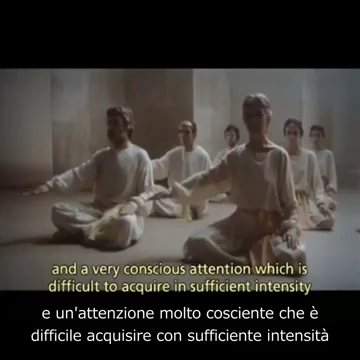 and a very conscious attention which is
difficult to acquire in sufficient intensity
e un'attenzione molto cosciente che è
difficile acquisire con sufficiente intensità